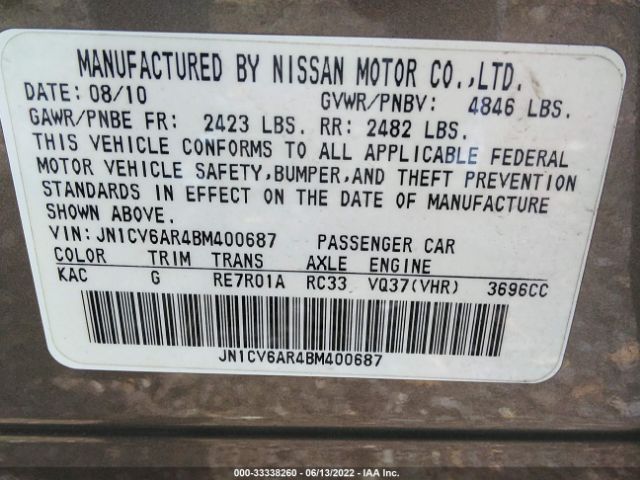 MANUFACTURED BY NISSAN MOTOR CO.,LTD.
DATE: 08/10 GVWR/PNBV: 4846 LBS.
GAWR/PNBE FR: 2423 LBS. RR: 2482 LBS.
THIS VEHICLE CONFORMS TO ALL APPLICABLE FEDERAL
MOTOR VEHICLE SAFETY,BUMPER,AND THEFT PREVENTION
STANDARDS IN EFFECT ON THE DATE OF MANUFACTURE
SHOWN ABOVE.
VIN:JN1CV6AR4BM400687 PASSENGER CAR
COLOR TRIM TRANS AXLE ENGINE
KAC G RE7R01A RC33 VQ37(VHR) 3696CC
JN1CV6AR4BM400687
000-33338260 - 06/13/2022 - IAA Inc.